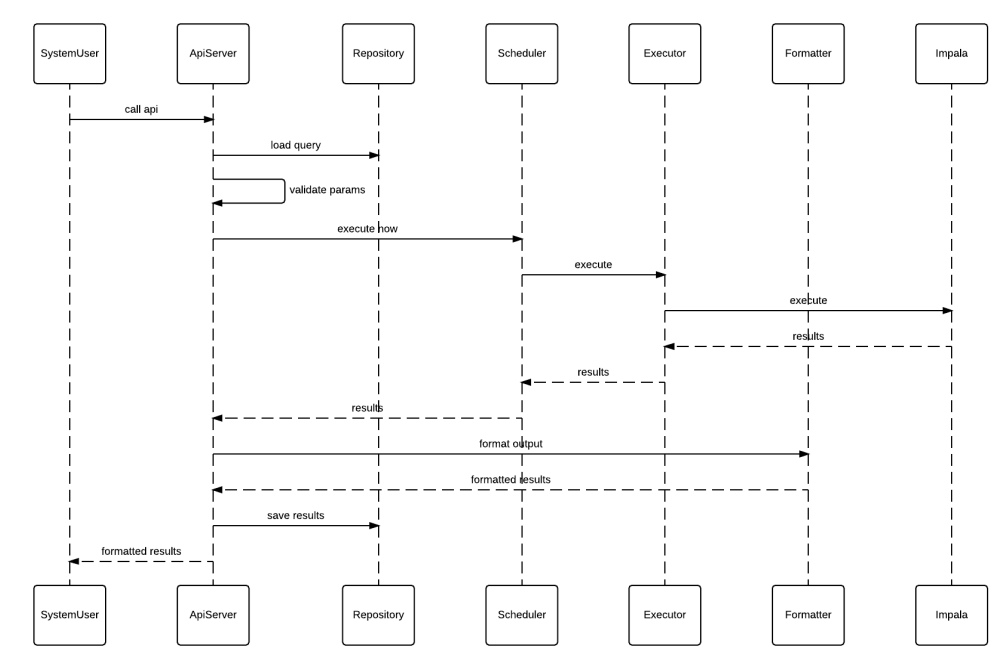 SystemUser
ApiServer
Repository
Scheduler
Executor
Formatter
Impala
call api
load query
validate params
execute now
execute
execute
results
results
results
format output
formatted results
save results
formatted results
SystemUser
ApiServer
Repository
Scheduler
Executor
Formatter
Impala